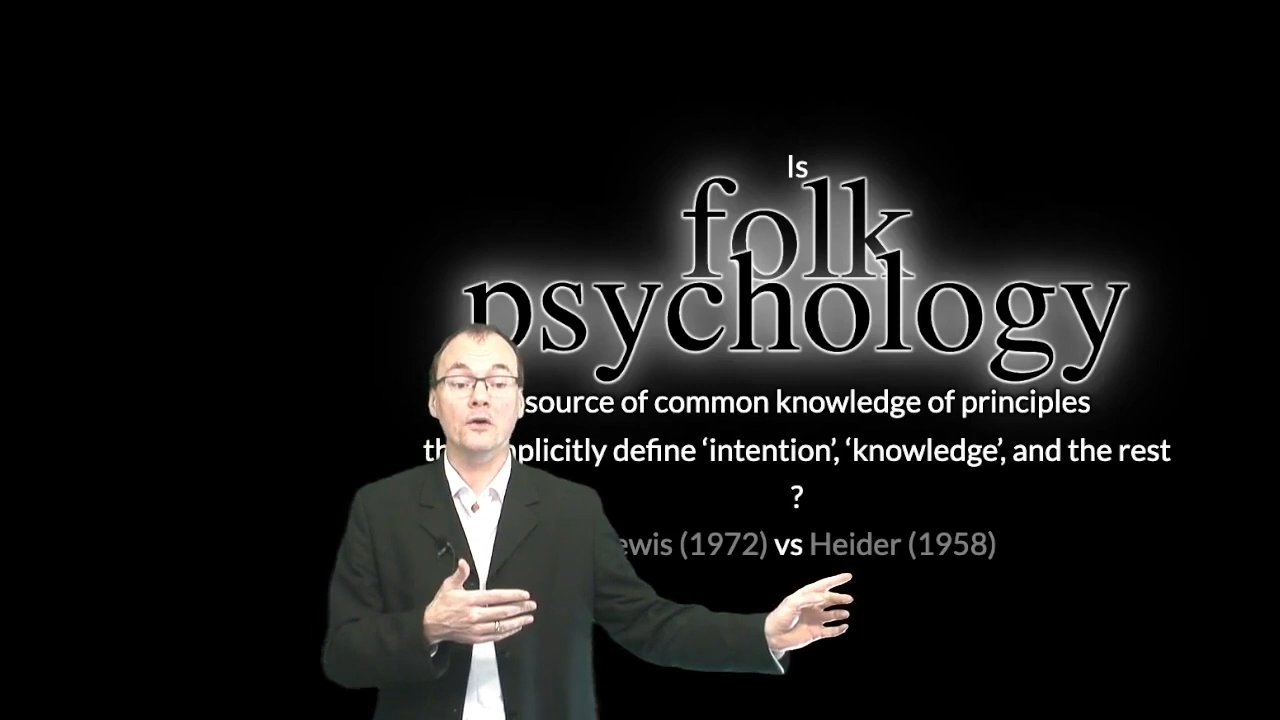 Is
folk
psychology
source of common knowledge of principles
implicitly define ‘intention’, ‘knowledge’, and the rest
?
(1972) vs Heider (1958)